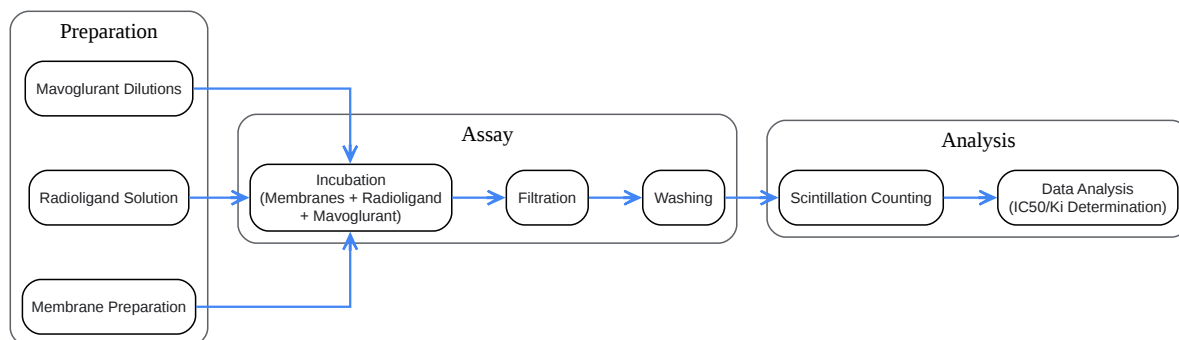 Preparation
Mavoglurant Dilutions
Radioligand Solution
Membrane Preparation
Assay
Incubation
(Membranes + Radioligand
+ Mavoglurant)
Filtration
Washing
Analysis
Scintillation Counting
Data Analysis
(IC50/Ki Determination)